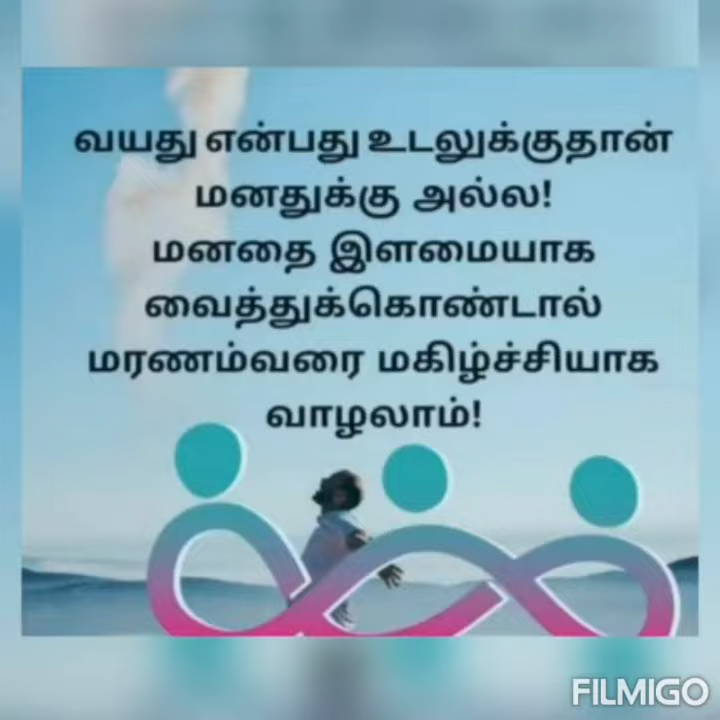 வயது என்பது உடலுக்குதான்
மனதுக்கு அல்ல!
மனதை இளமையாக
வைத்துக்கொண்டால்
மரணம்வரை மகிழ்ச்சியாக
வாழலாம்!
FILMIGO